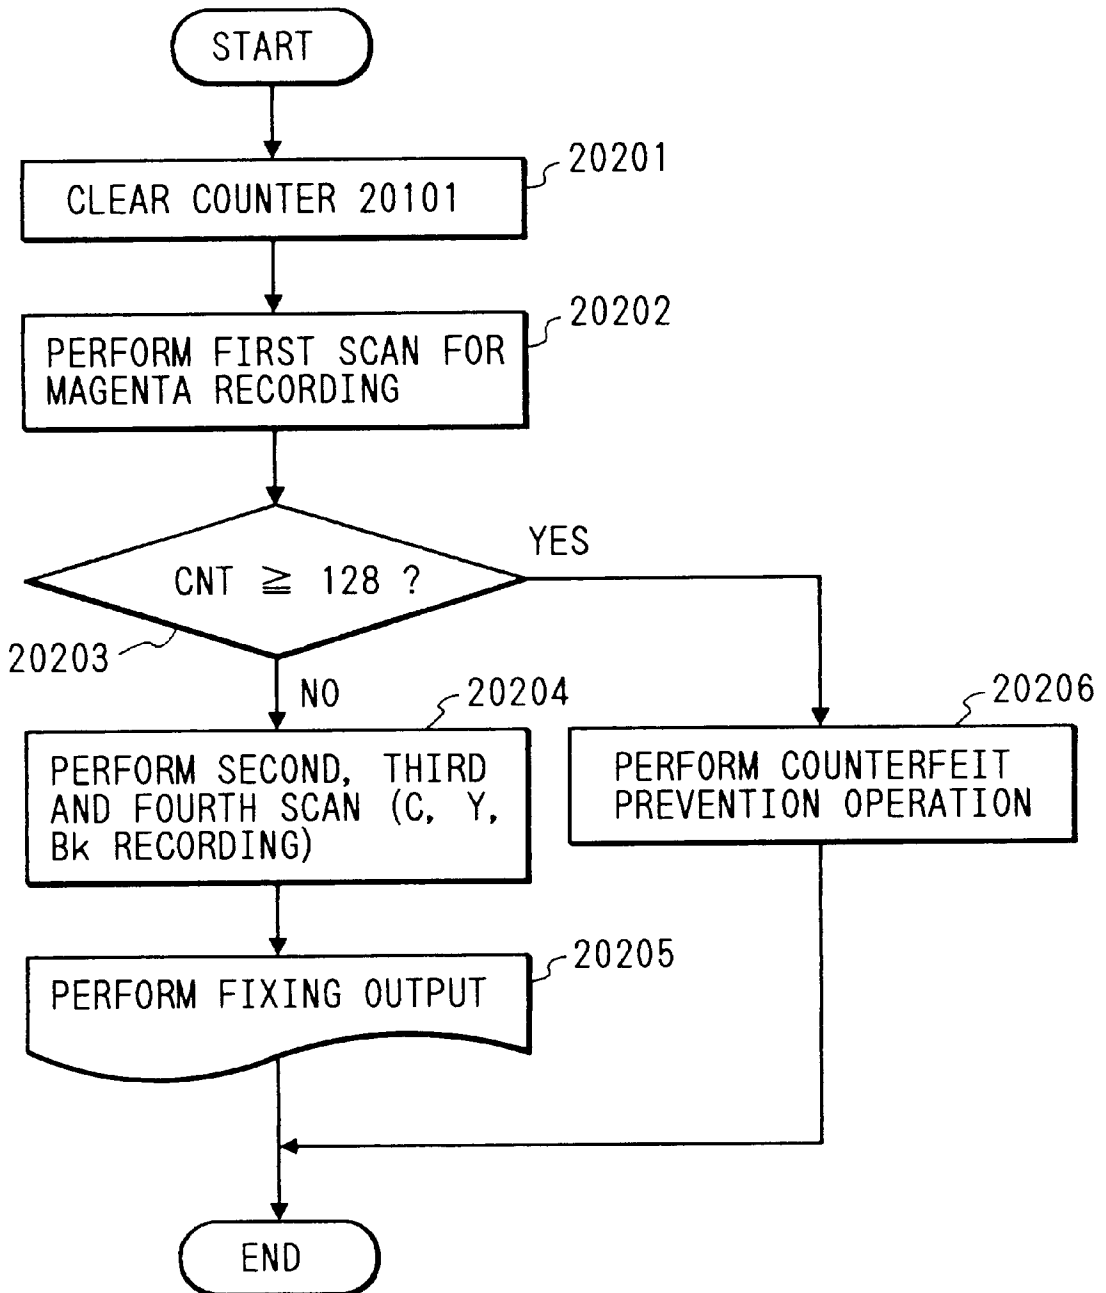 START
20201
CLEAR COUNTER 20101
20202
PERFORM FIRST SCAN FOR
MAGENTA RECORDING
YES
CNT ≧ 128 ?
20203
NO
20204
20206
PERFORM SECOND, THIRD
AND FOURTH SCAN (C, Y,
Bk RECORDING)
PERFORM COUNTERFEIT
PREVENTION OPERATION
20205
PERFORM FIXING OUTPUT
END